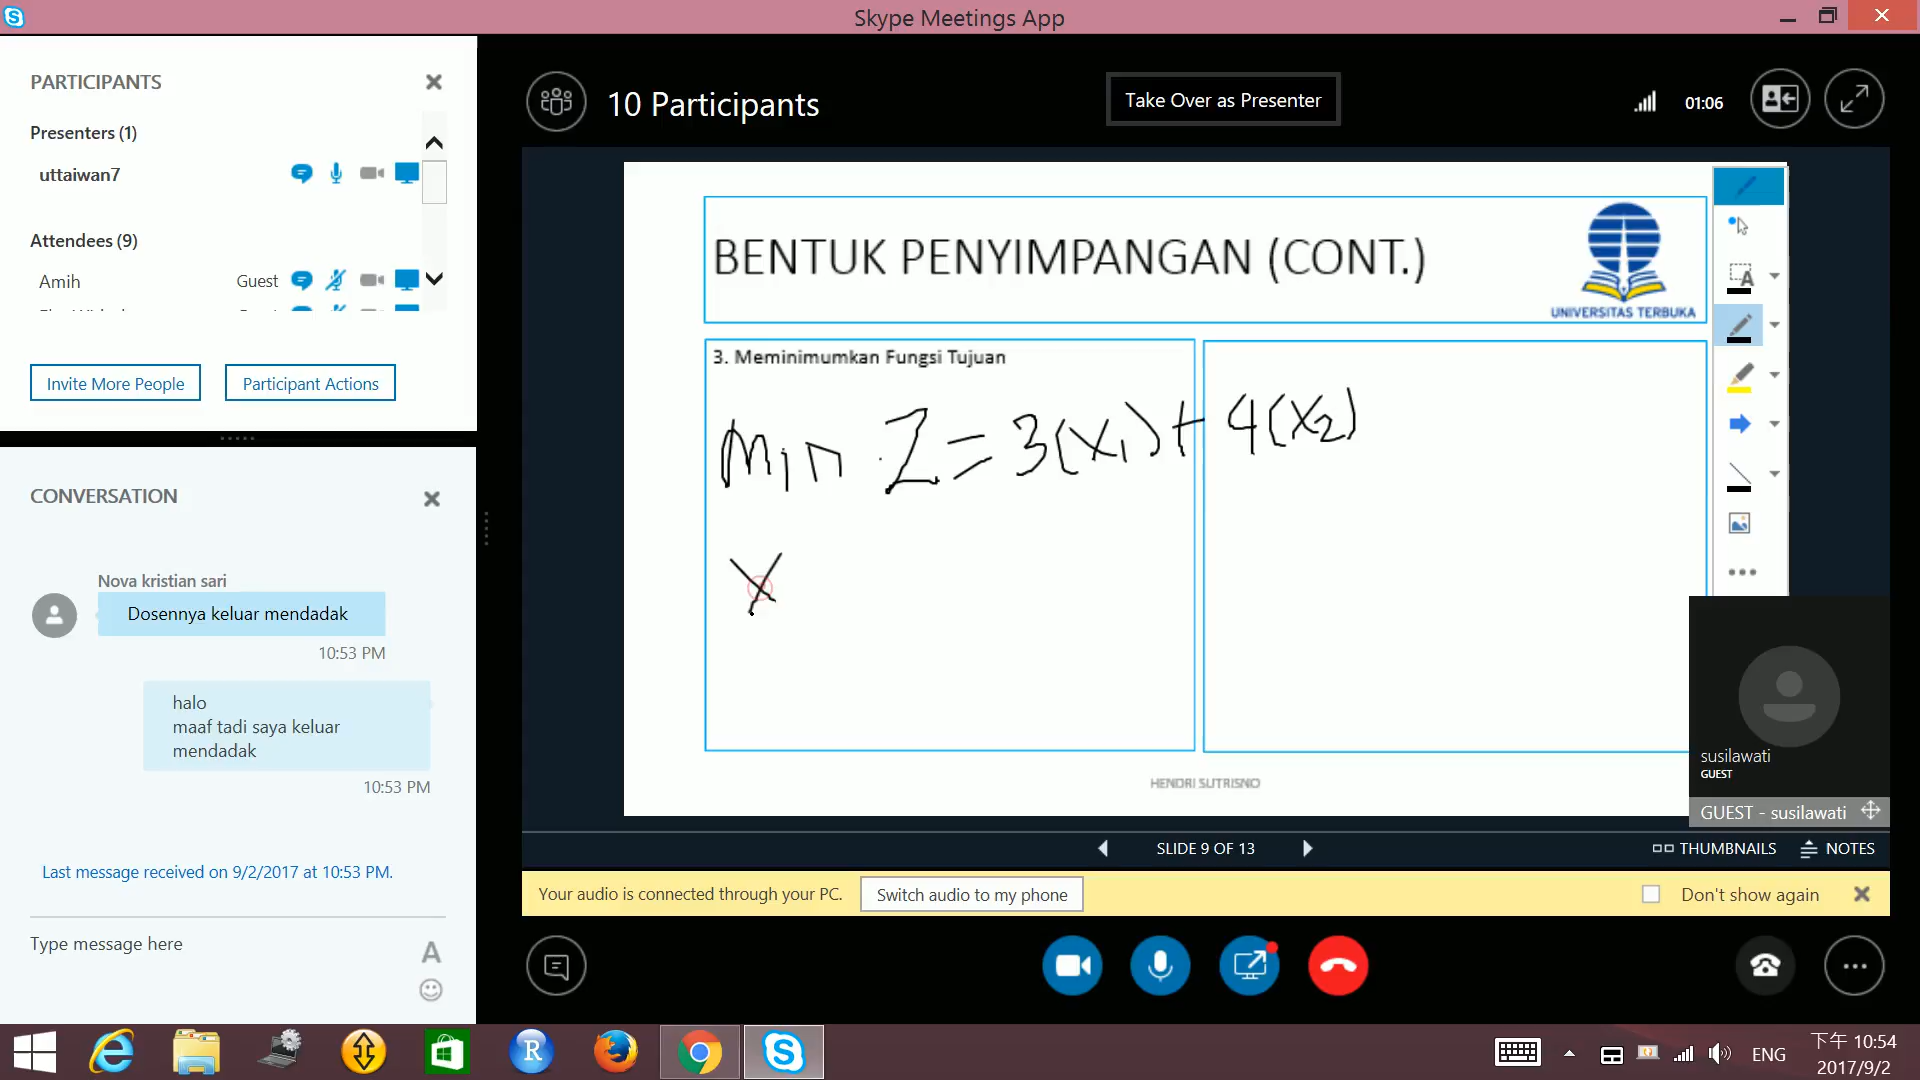 Skype Meetings App
PARTICIPANTS
Presenters (1)
uttaiwan7
Attendees (9)
Amih Guest
Invite More People
Participant Actions
CONVERSATION
Nova kristian sari
Dosennya keluar mendadak
10:53 PM
halo
maaf tadi saya keluar
mendadak
10:53 PM
Last message received on 9/2/2017 at 10:53 PM.
Type message here
A
10 Participants
Take Over as Presenter
01:06
BENTUK PENYIMPANGAN (CONT.)
UNIVERSITAS TERBUKA
3. Meminimumkan Fungsi Tujuan
Min Z = 3(x1) + 4(x2)
X
HENDRI SUTRISNO
A
susilawati
GUEST
GUEST - susilawati
SLIDE 9 OF 13
THUMBNAILS
NOTES
Your audio is connected through your PC.
Switch audio to my phone
Don't show again
R
S
ENG
下午 10:54
2017/9/2